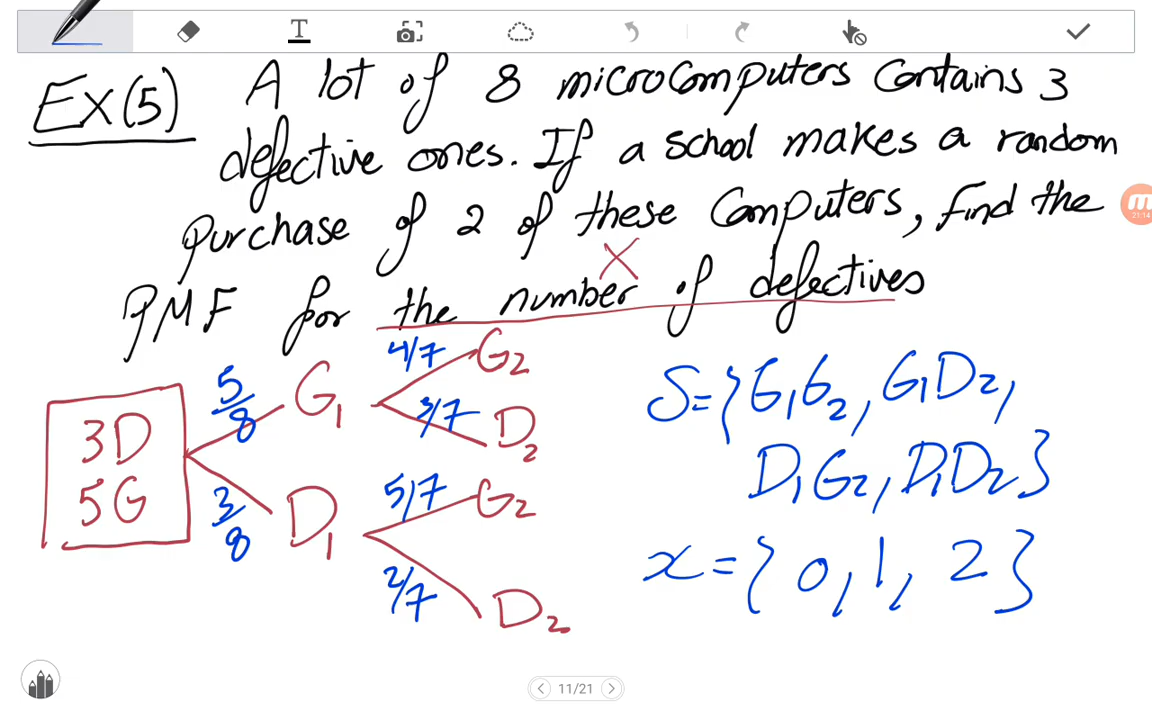 T
Ex(5) A lot of 8 microcomputers contains 3
defective ones. If a school makes a random
purchase of 2 of these computers, find the
X
PMF for the number of defectives
3D
5G
5/8
3/8
G₁
D₁
4/7
3/7
5/7
2/7
G₂
D₂
G₂
D₂
S={G₁G₂, G₁D₂,
D₁G₂, D₁D₂}
x={0, 1, 2}
M
21:14
11/21